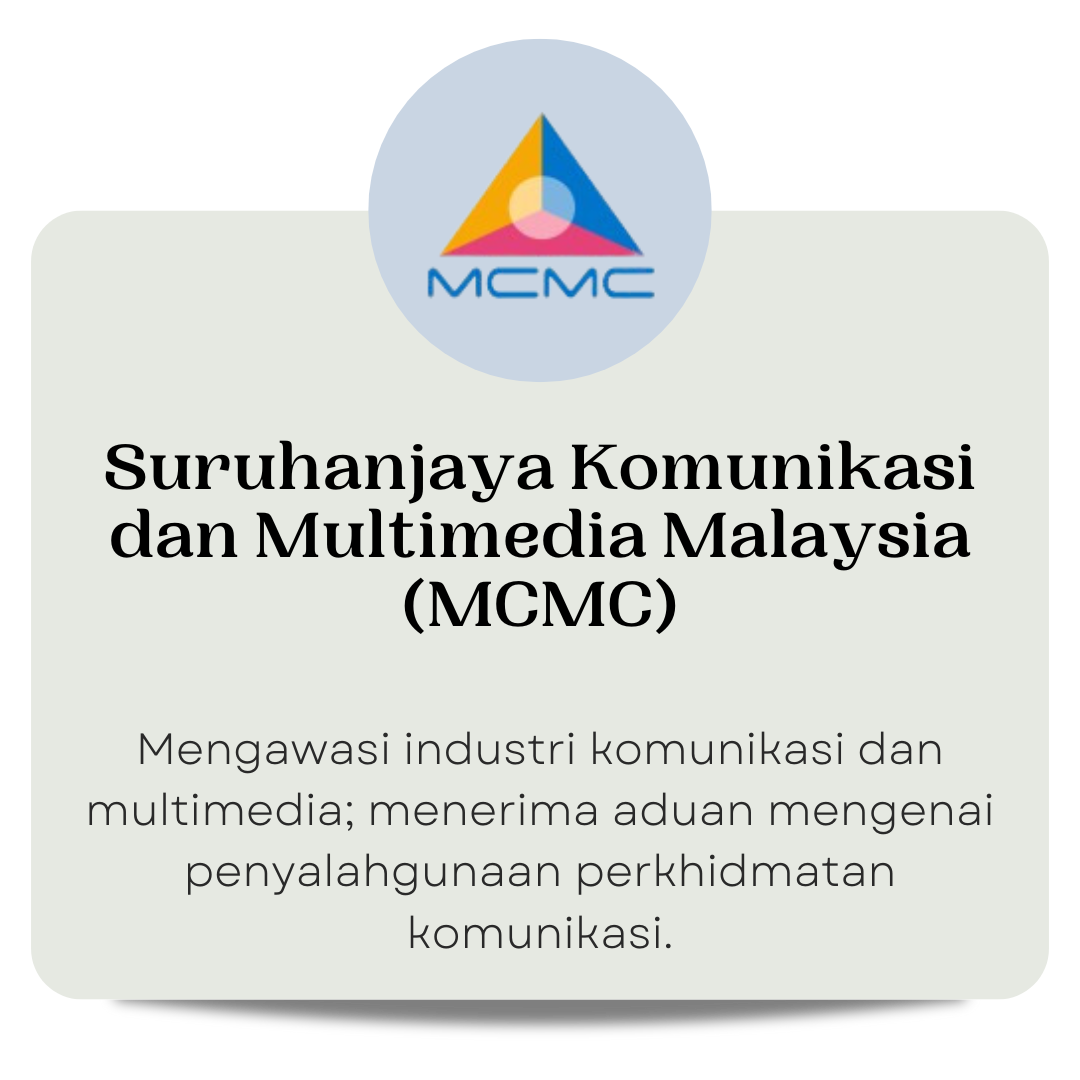 MCMC
Suruhanjaya Komunikasi
dan Multimedia Malaysia
(MCMC)
Mengawasi industri komunikasi dan
multimedia; menerima aduan mengenai
penyalahgunaan perkhidmatan
komunikasi.